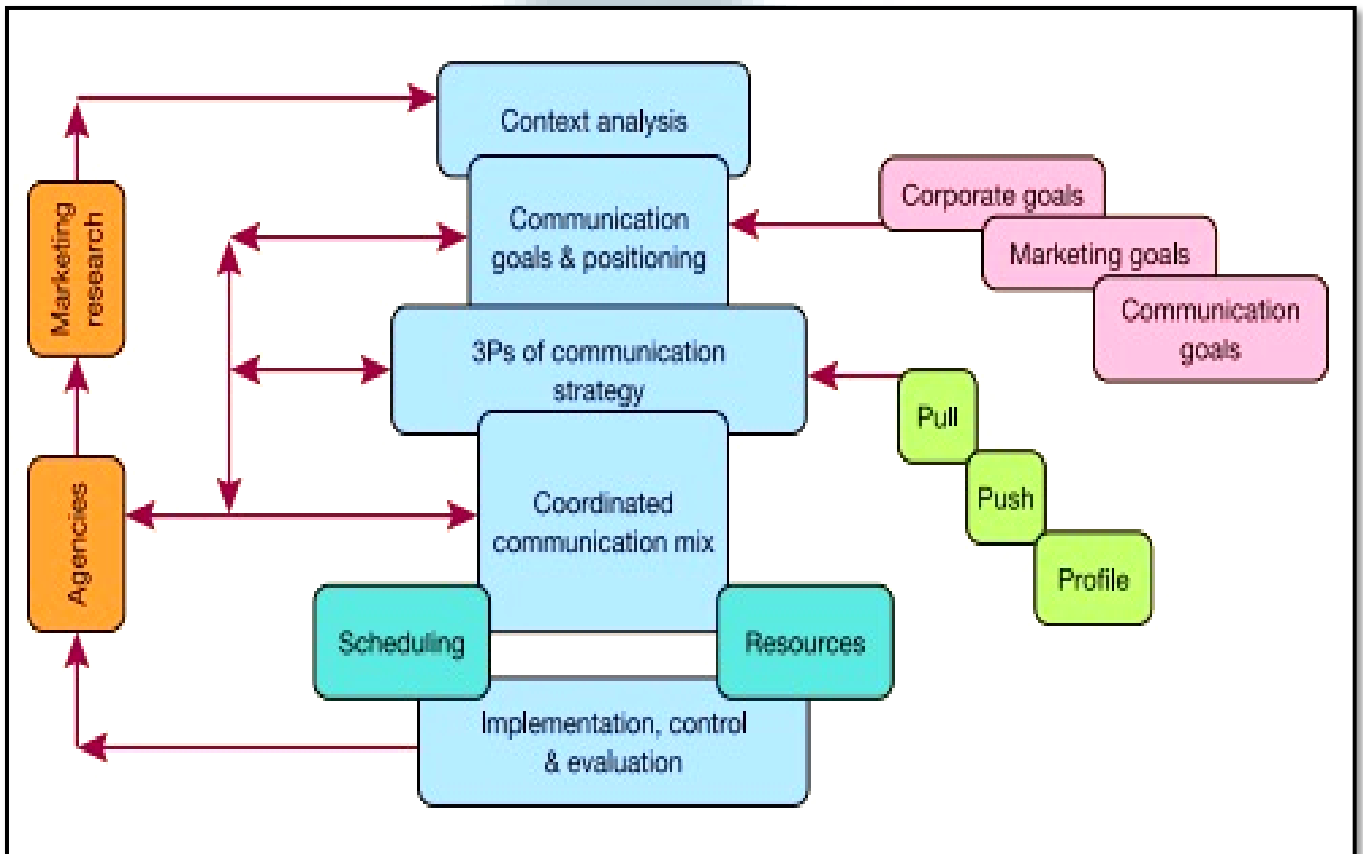 Context analysis
Communication
goals & positioning
3Ps of communication
strategy
Coordinated
communication mix
Scheduling
Resources
Implementation, control
& evaluation
Marketing
research
Agencies
Corporate goals
Marketing goals
Communication
goals
Pull
Push
Profile